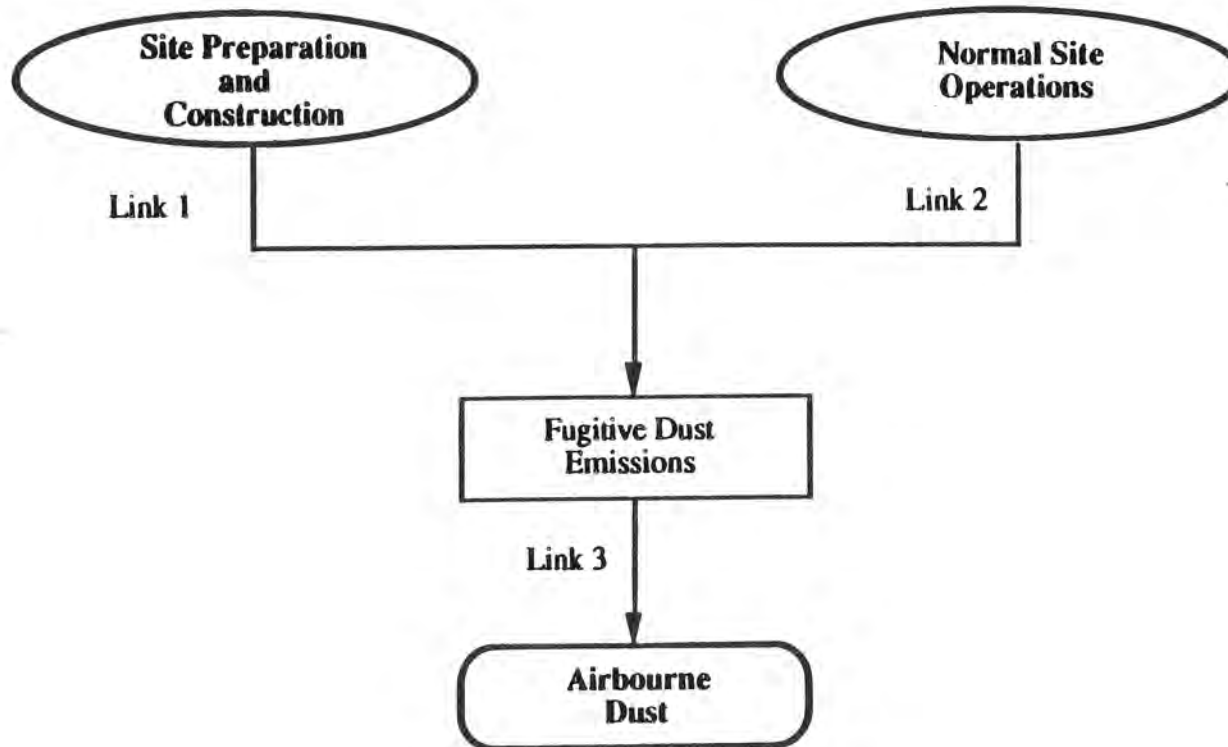 Site Preparation
and
Construction
Normal Site
Operations
Link 1
Link 2
Fugitive Dust
Emissions
Link 3
Airbourne
Dust